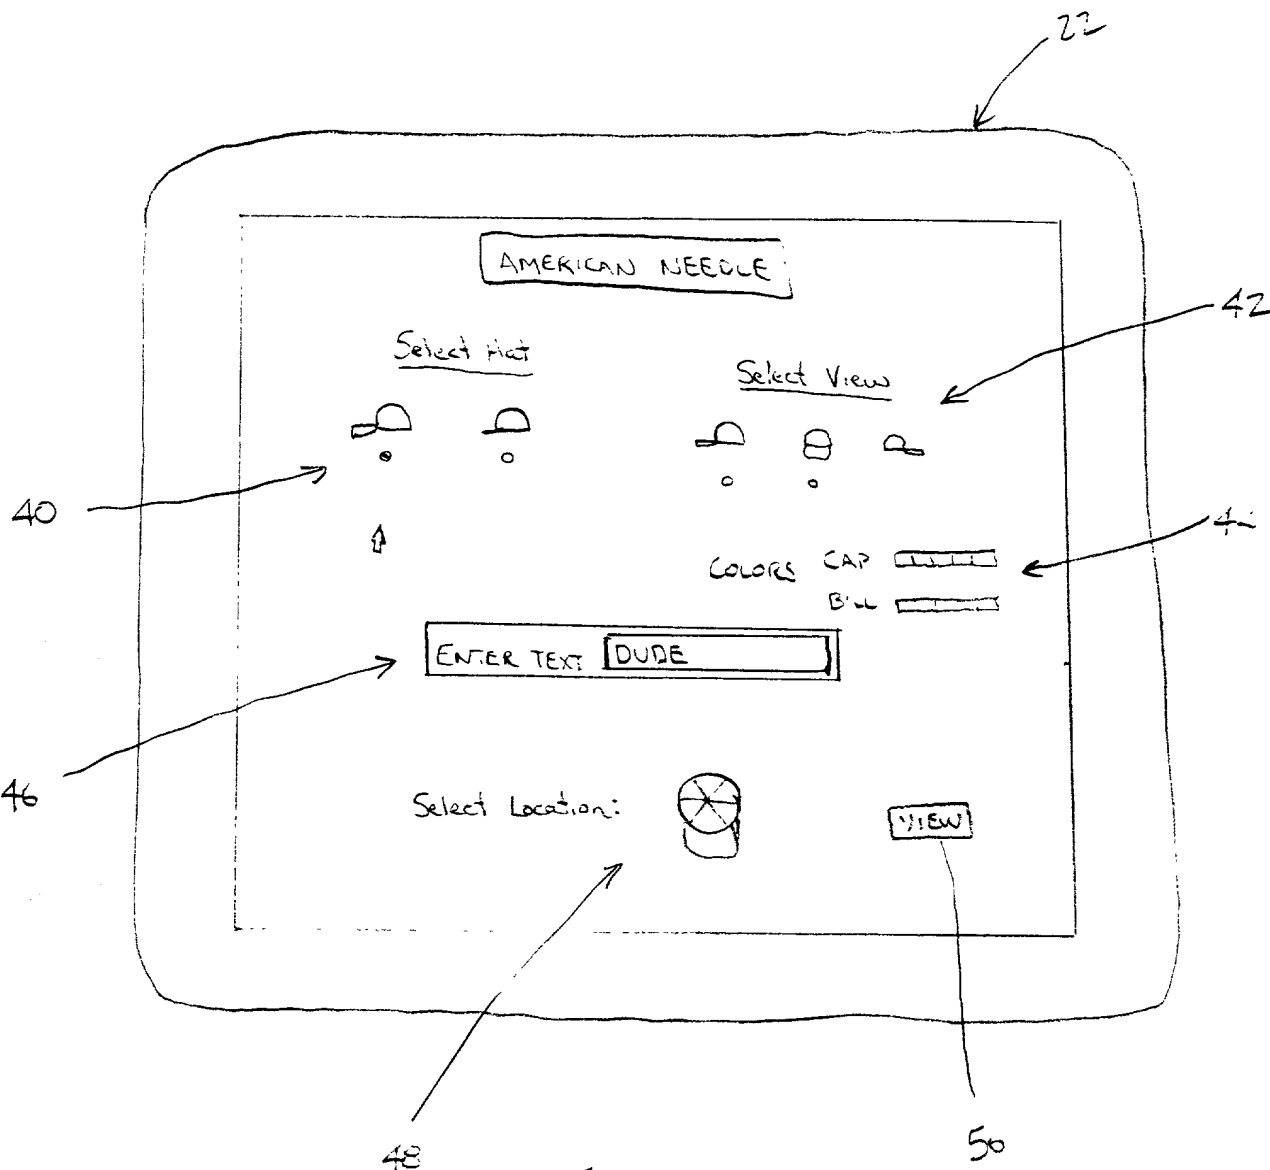 22
AMERICAN NEEDLE
42
Select Hat
Select View
40
COLORS CAP
BILL
ENTER TEXT DUDE
46
Select Location:
VIEW
48
50